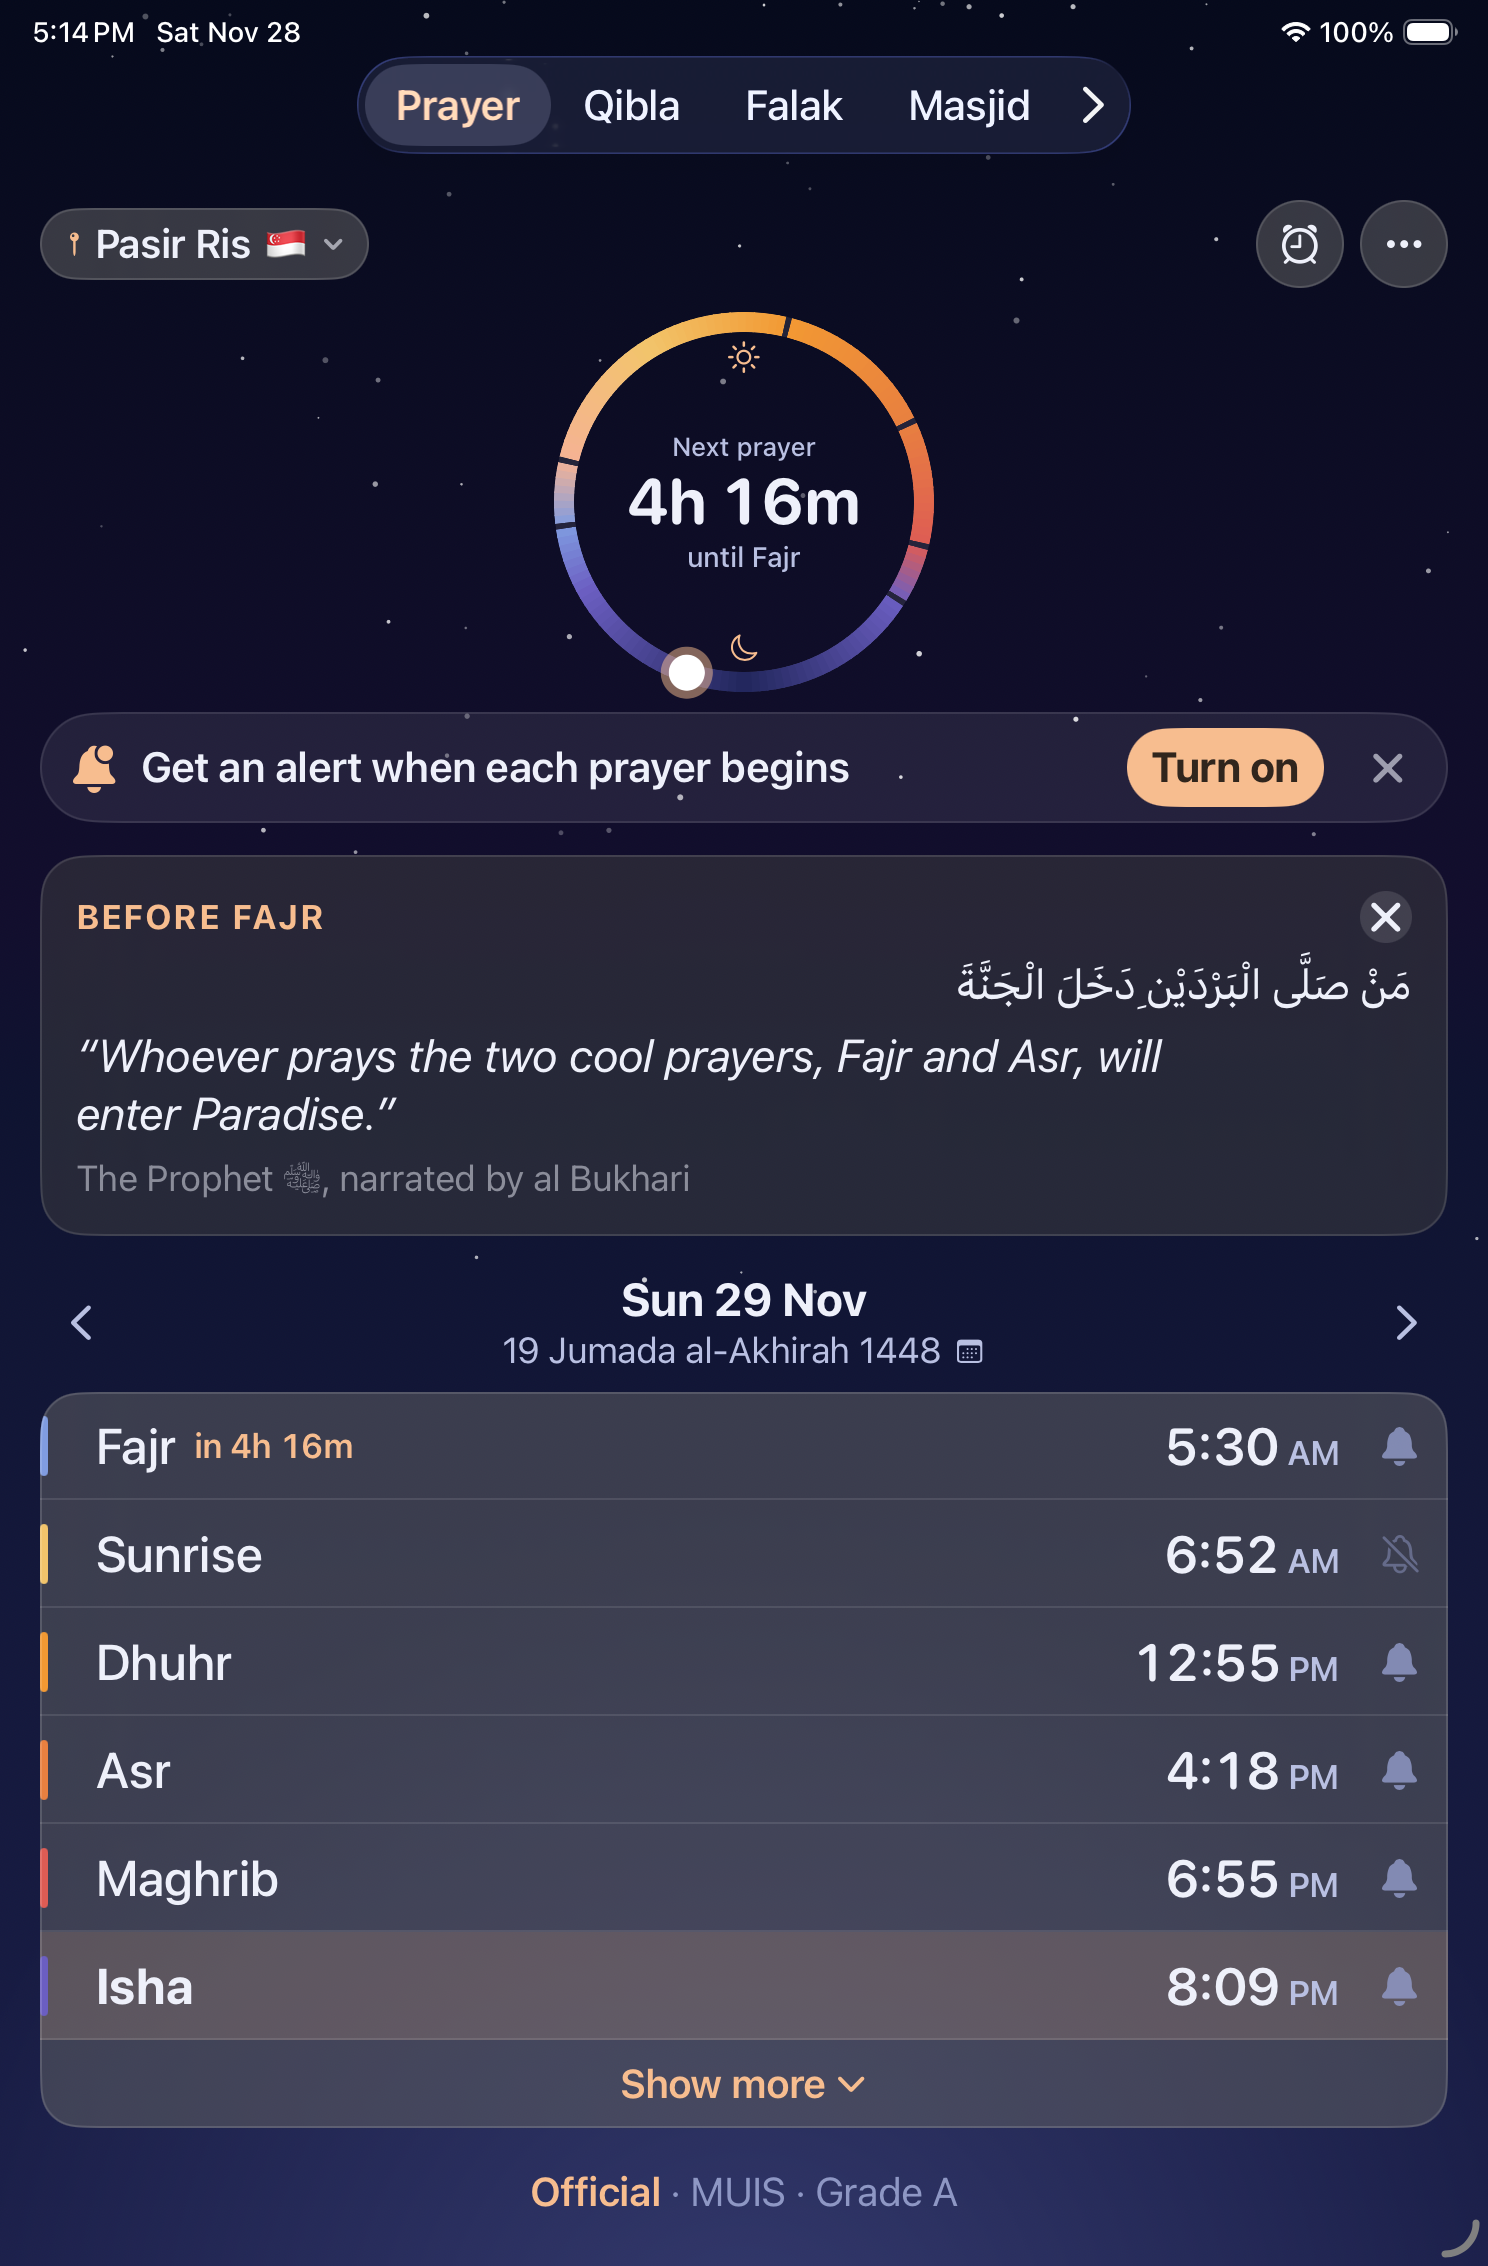 5:14 PM Sat Nov 28 100%
Prayer Qibla Falak Masjid
Pasir Ris
Next prayer
4h 16m
until Fajr
Get an alert when each prayer begins Turn on
BEFORE FAJR
مَنْ صَلَّى الْبَرْدَيْنِ دَخَلَ الْجَنَّةَ
“Whoever prays the two cool prayers, Fajr and Asr, will
enter Paradise.”
The Prophet ﷺ, narrated by al Bukhari
Sun 29 Nov
19 Jumada al-Akhirah 1448
Fajr in 4h 16m 5:30 AM
Sunrise 6:52 AM
Dhuhr 12:55 PM
Asr 4:18 PM
Maghrib 6:55 PM
Isha 8:09 PM
Show more
Official · MUIS · Grade A